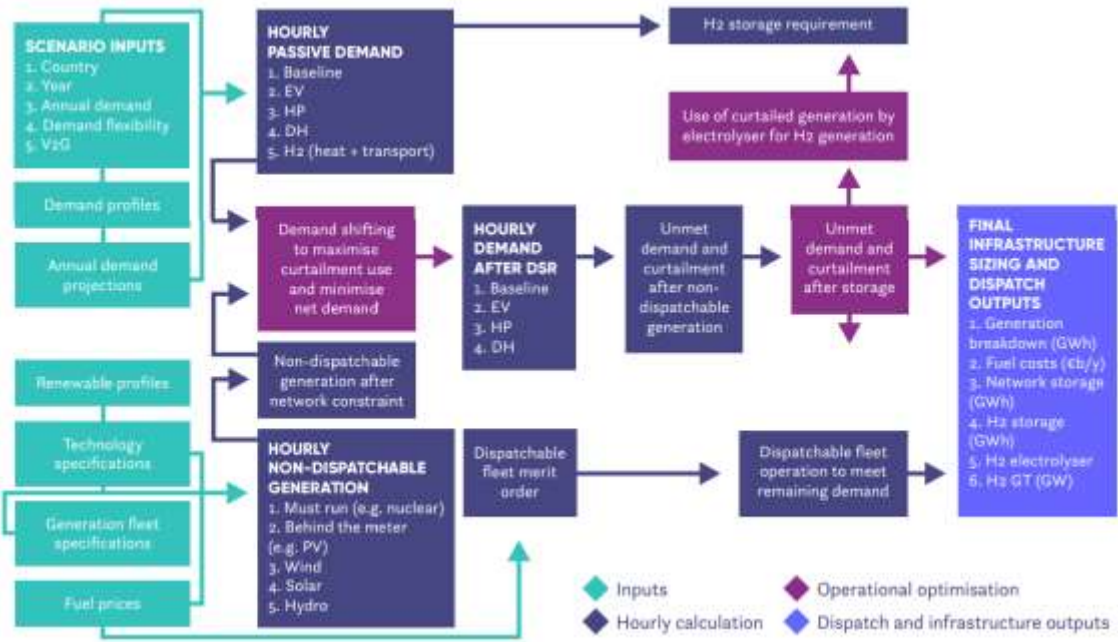 SCENARIO INPUTS
1. Country
2. Year
3. Annual demand
4. Demand flexibility
5. V2G
Demand profiles
Annual demand
projections
Renewable profiles
Technology
specifications
Generation fleet
specifications
Fuel prices
HOURLY
PASSIVE DEMAND
1. Baseline
2. EV
3. HP
4. DH
5. H2 (heat + transport)
Demand shifting
to maximise
curtailment use
and minimise
net demand
Non-dispatchable
generation after
network constraint
HOURLY
NON-DISPATCHABLE
GENERATION
1. Must run (e.g. nuclear)
2. Behind the meter
(e.g. PV)
3. Wind
4. Solar
5. Hydro
HOURLY
DEMAND
AFTER DSR
1. Baseline
2. EV
3. HP
4. DH
Dispatchable
fleet merit
order
Unmet
demand and
curtailment
after non-
dispatchable
generation
H2 storage requirement
Use of curtailed generation by
electrolyser for H2 generation
Unmet
demand and
curtailment
after storage
Dispatchable fleet
operation to meet
remaining demand
FINAL
INFRASTRUCTURE
SIZING AND
DISPATCH
OUTPUTS
1. Generation
breakdown (GWh)
2. Fuel costs (€b/y)
3. Network storage
(GWh)
4. H2 storage
(GWh)
5. H2 electrolyser
6. H2 GT (GW)
Inputs
Operational optimisation
Hourly calculation
Dispatch and infrastructure outputs